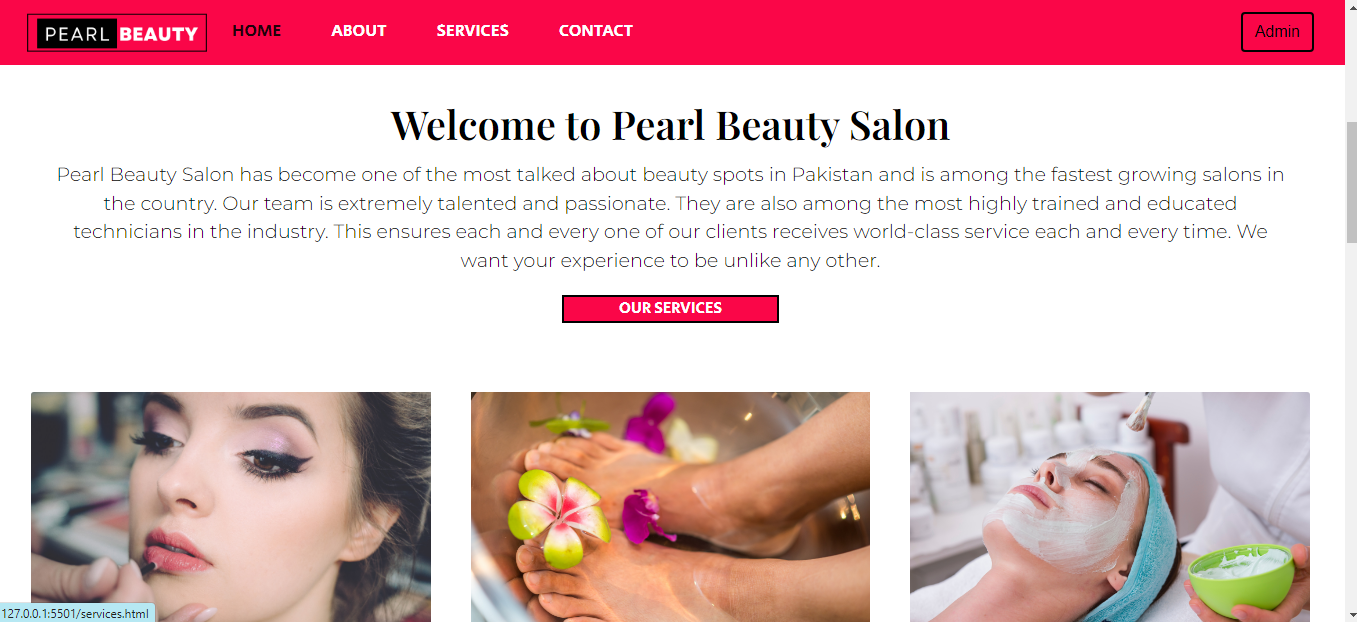 PEARL BEAUTY HOME ABOUT SERVICES CONTACT Admin
Welcome to Pearl Beauty Salon
Pearl Beauty Salon has become one of the most talked about beauty spots in Pakistan and is among the fastest growing salons in
the country. Our team is extremely talented and passionate. They are also among the most highly trained and educated
technicians in the industry. This ensures each and every one of our clients receives world-class service each and every time. We
want your experience to be unlike any other.
OUR SERVICES
127.0.0.1:5501/services.html